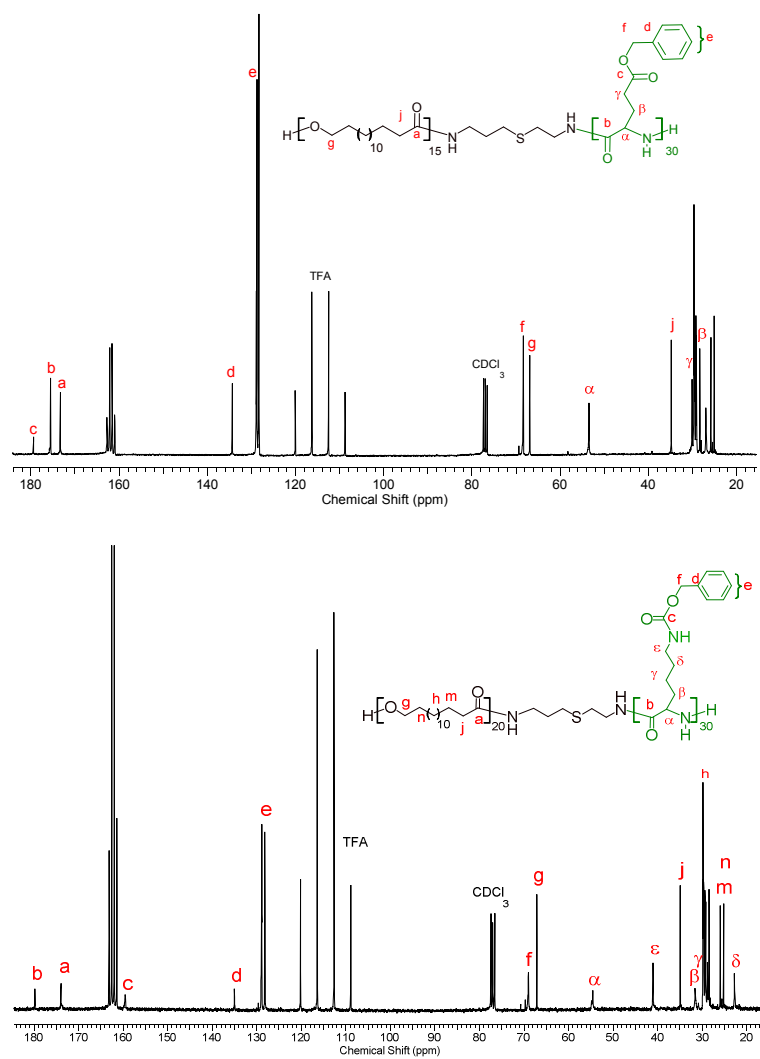 f d
e
O
c O
γ
β
j O b H
H O N S N N H
g 10 a 15 H O α H 30
e
TFA
f
j
g
CDCl3
β
b
a
d
α
γ
c
180 160 140 120 100 80 60 40 20
Chemical Shift (ppm)
f d
e
O
O c
NH
ε δ
γ
β
g h m O H b H
H O N S N N H
n 10 j a 20 H O α H 30
h
e
TFA
n
g j
CDCl3
m
f ε
b a γ
c d α β δ
180 170 160 150 140 130 120 110 100 90 80 70 60 50 40 30 20
Chemical Shift (ppm)